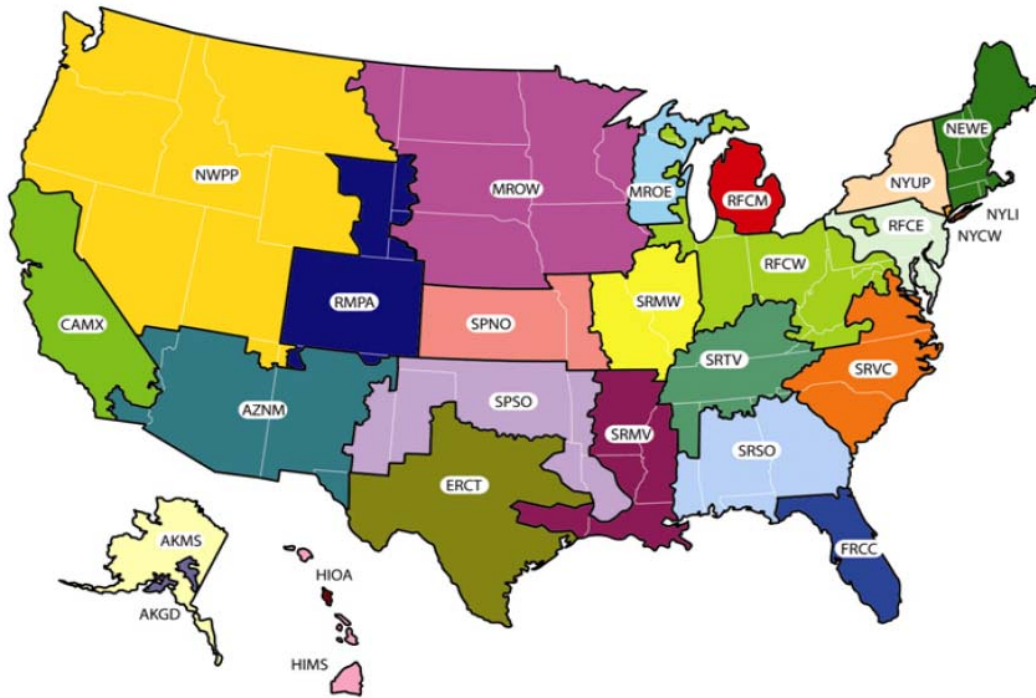 NEWE
NWPP
MROW
MROE
NYUP
RFCM
NYLI
RFCE
NYCW
RFCW
SRMW
RMPA
SPNO
CAMX
SRTV
SRVC
SPSO
AZNM
SRMV
SRSO
ERCT
AKMS
FRCC
HIOA
AKGD
HIMS